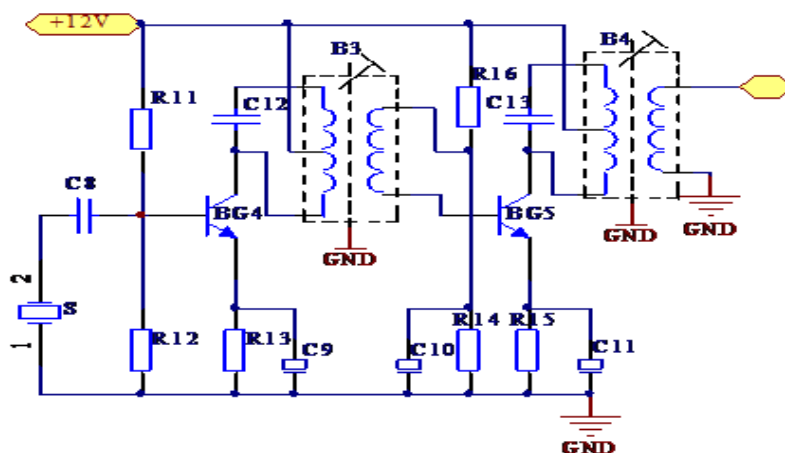 +12V
B3
B4
R11
C12
R16
C13
C8
BG4
BG5
GND
GND
GND
2
S
1
R12
R13
C9
C10
R14
R15
C11
GND